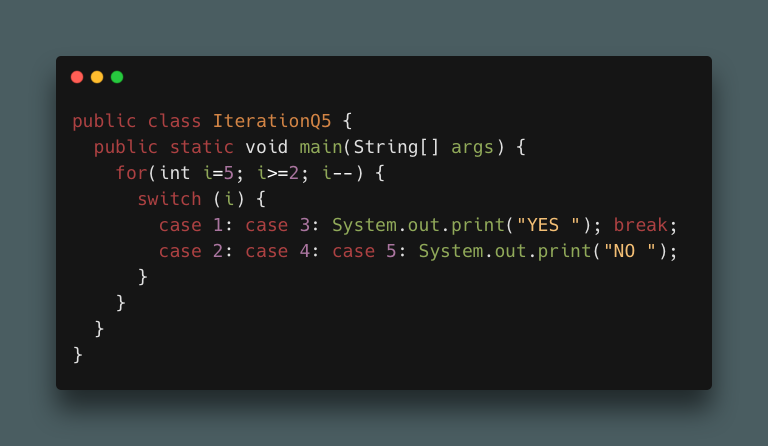 public class IterationQ5 {
  public static void main(String[] args) {
    for(int i=5; i>=2; i--) {
      switch (i) {
        case 1: case 3: System.out.print("YES "); break;
        case 2: case 4: case 5: System.out.print("NO ");
      }
    }
  }
}